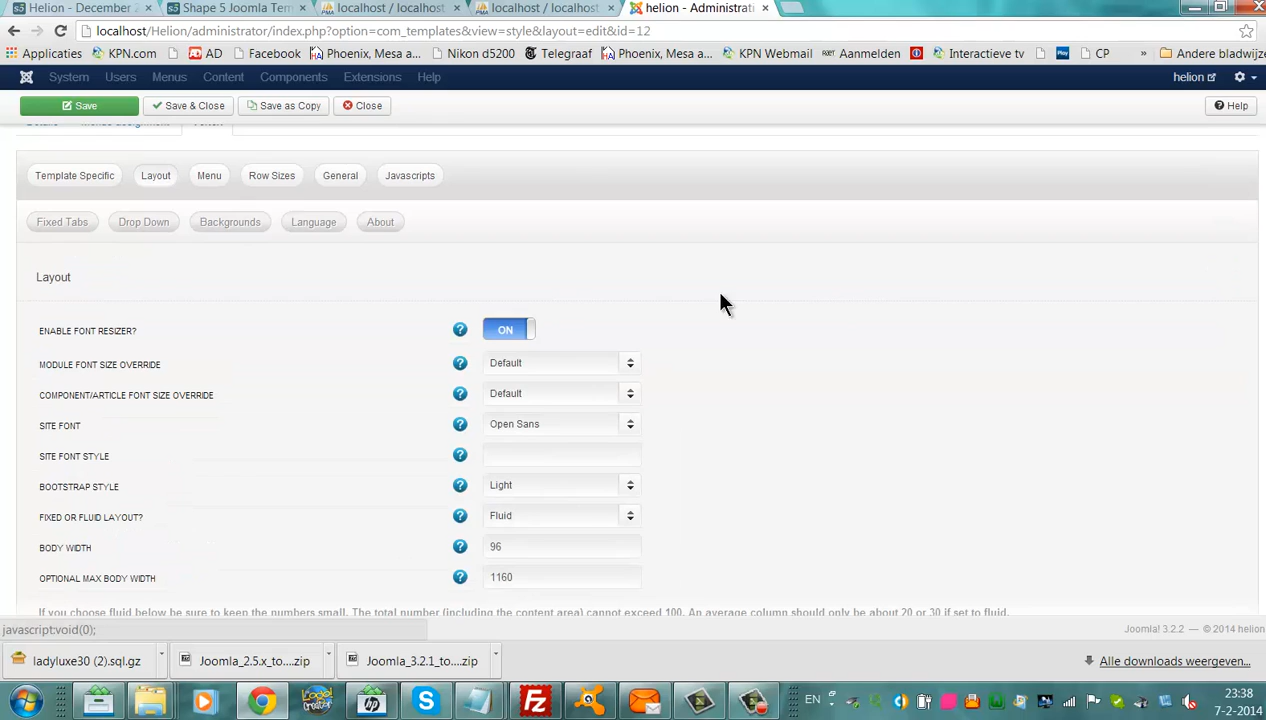 Helion - December 2
Shape 5 Joomla Tem
localhost / localhost
localhost / localhost
helion - Administrati
localhost/Helion/administrator/index.php?option=com_templates&view=style&layout=edit&id=12
Applicaties
KPN.com
AD
Facebook
Phoenix, Mesa a...
Nikon d5200
Telegraaf
Phoenix, Mesa a...
KPN Webmail
Aanmelden
Interactieve tv
CP
»
Andere bladwijzers
System Users Menus Content Components Extensions Help
helion
Save
Save & Close
Save as Copy
Close
Help
Template Specific
Layout
Menu
Row Sizes
General
Javascripts
Fixed Tabs
Drop Down
Backgrounds
Language
About
Layout
ENABLE FONT RESIZER? ON
MODULE FONT SIZE OVERRIDE Default
COMPONENT/ARTICLE FONT SIZE OVERRIDE Default
SITE FONT Open Sans
SITE FONT STYLE
BOOTSTRAP STYLE Light
FIXED OR FLUID LAYOUT? Fluid
BODY WIDTH 96
OPTIONAL MAX BODY WIDTH 1160
If you choose fluid below be sure to keep the numbers small. The total number (including the content area) cannot exceed 100. An average column should only be about 20 or 30 if set to fluid.
javascript:void(0);
Joomla! 3.2.2 — © 2014 helion
ladyluxe30 (2).sql.gz
Joomla_2.5.x_to....zip
Joomla_3.2.1_to....zip
Alle downloads weergeven...
EN
23:38
7-2-2014